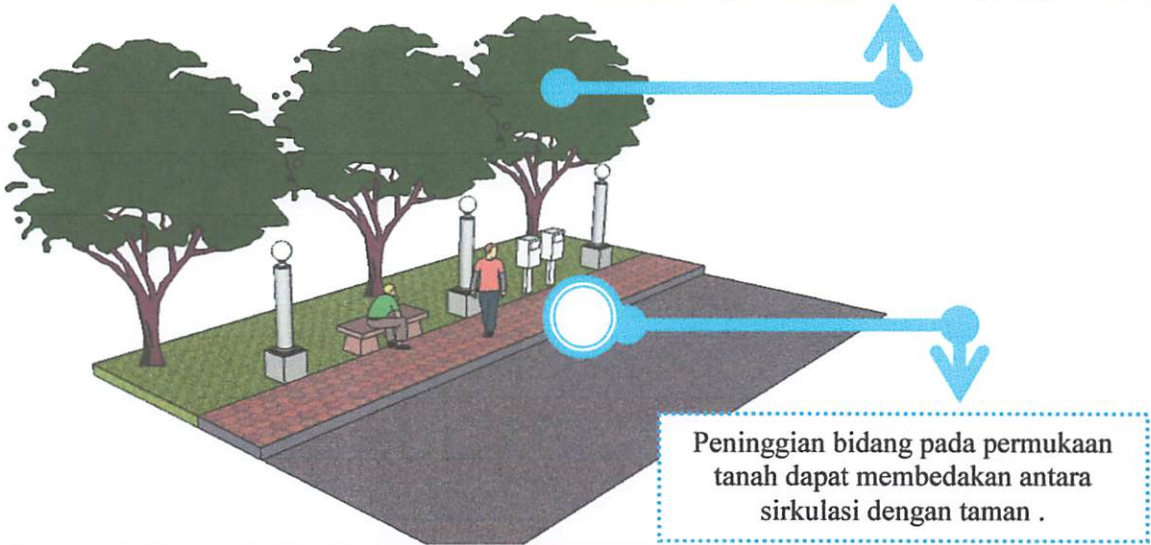 Peninggian bidang pada permukaan
tanah dapat membedakan antara
sirkulasi dengan taman .